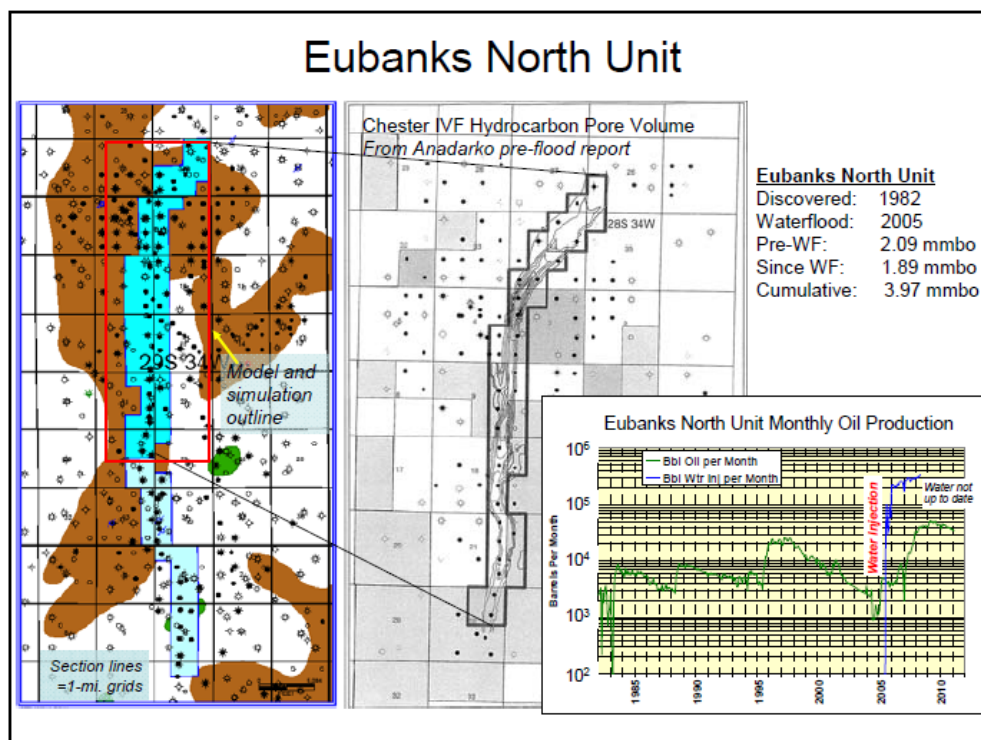 Eubanks North Unit
29S 34W
Model and
simulation
outline
Section lines
=1-mi. grids
Chester IVF Hydrocarbon Pore Volume
From Anadarko pre-flood report
28S 34W
Eubanks North Unit
Discovered: 1982
Waterflood: 2005
Pre-WF: 2.09 mmbo
Since WF: 1.89 mmbo
Cumulative: 3.97 mmbo
Eubanks North Unit Monthly Oil Production
Bbl Oil per Month
Bbl Wtr Inj per Month
Water not
up to date
Water Injection
Barrels Per Month
10⁶
10⁵
10⁴
10³
10²
1985
1990
1995
2000
2005
2010